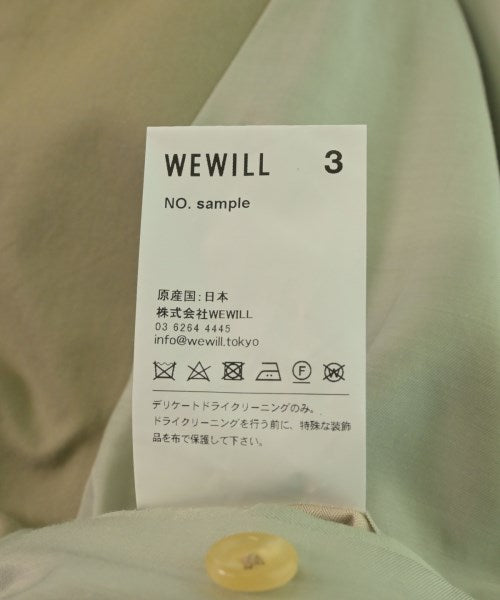 WEWILL 3
NO. sample
原産国：日本
株式会社WEWILL
03 6264 4445
info@wewill.tokyo
F W
デリケートドライクリーニングのみ。
ドライクリーニングを行う前に、特殊な装飾
品を布で保護して下さい。